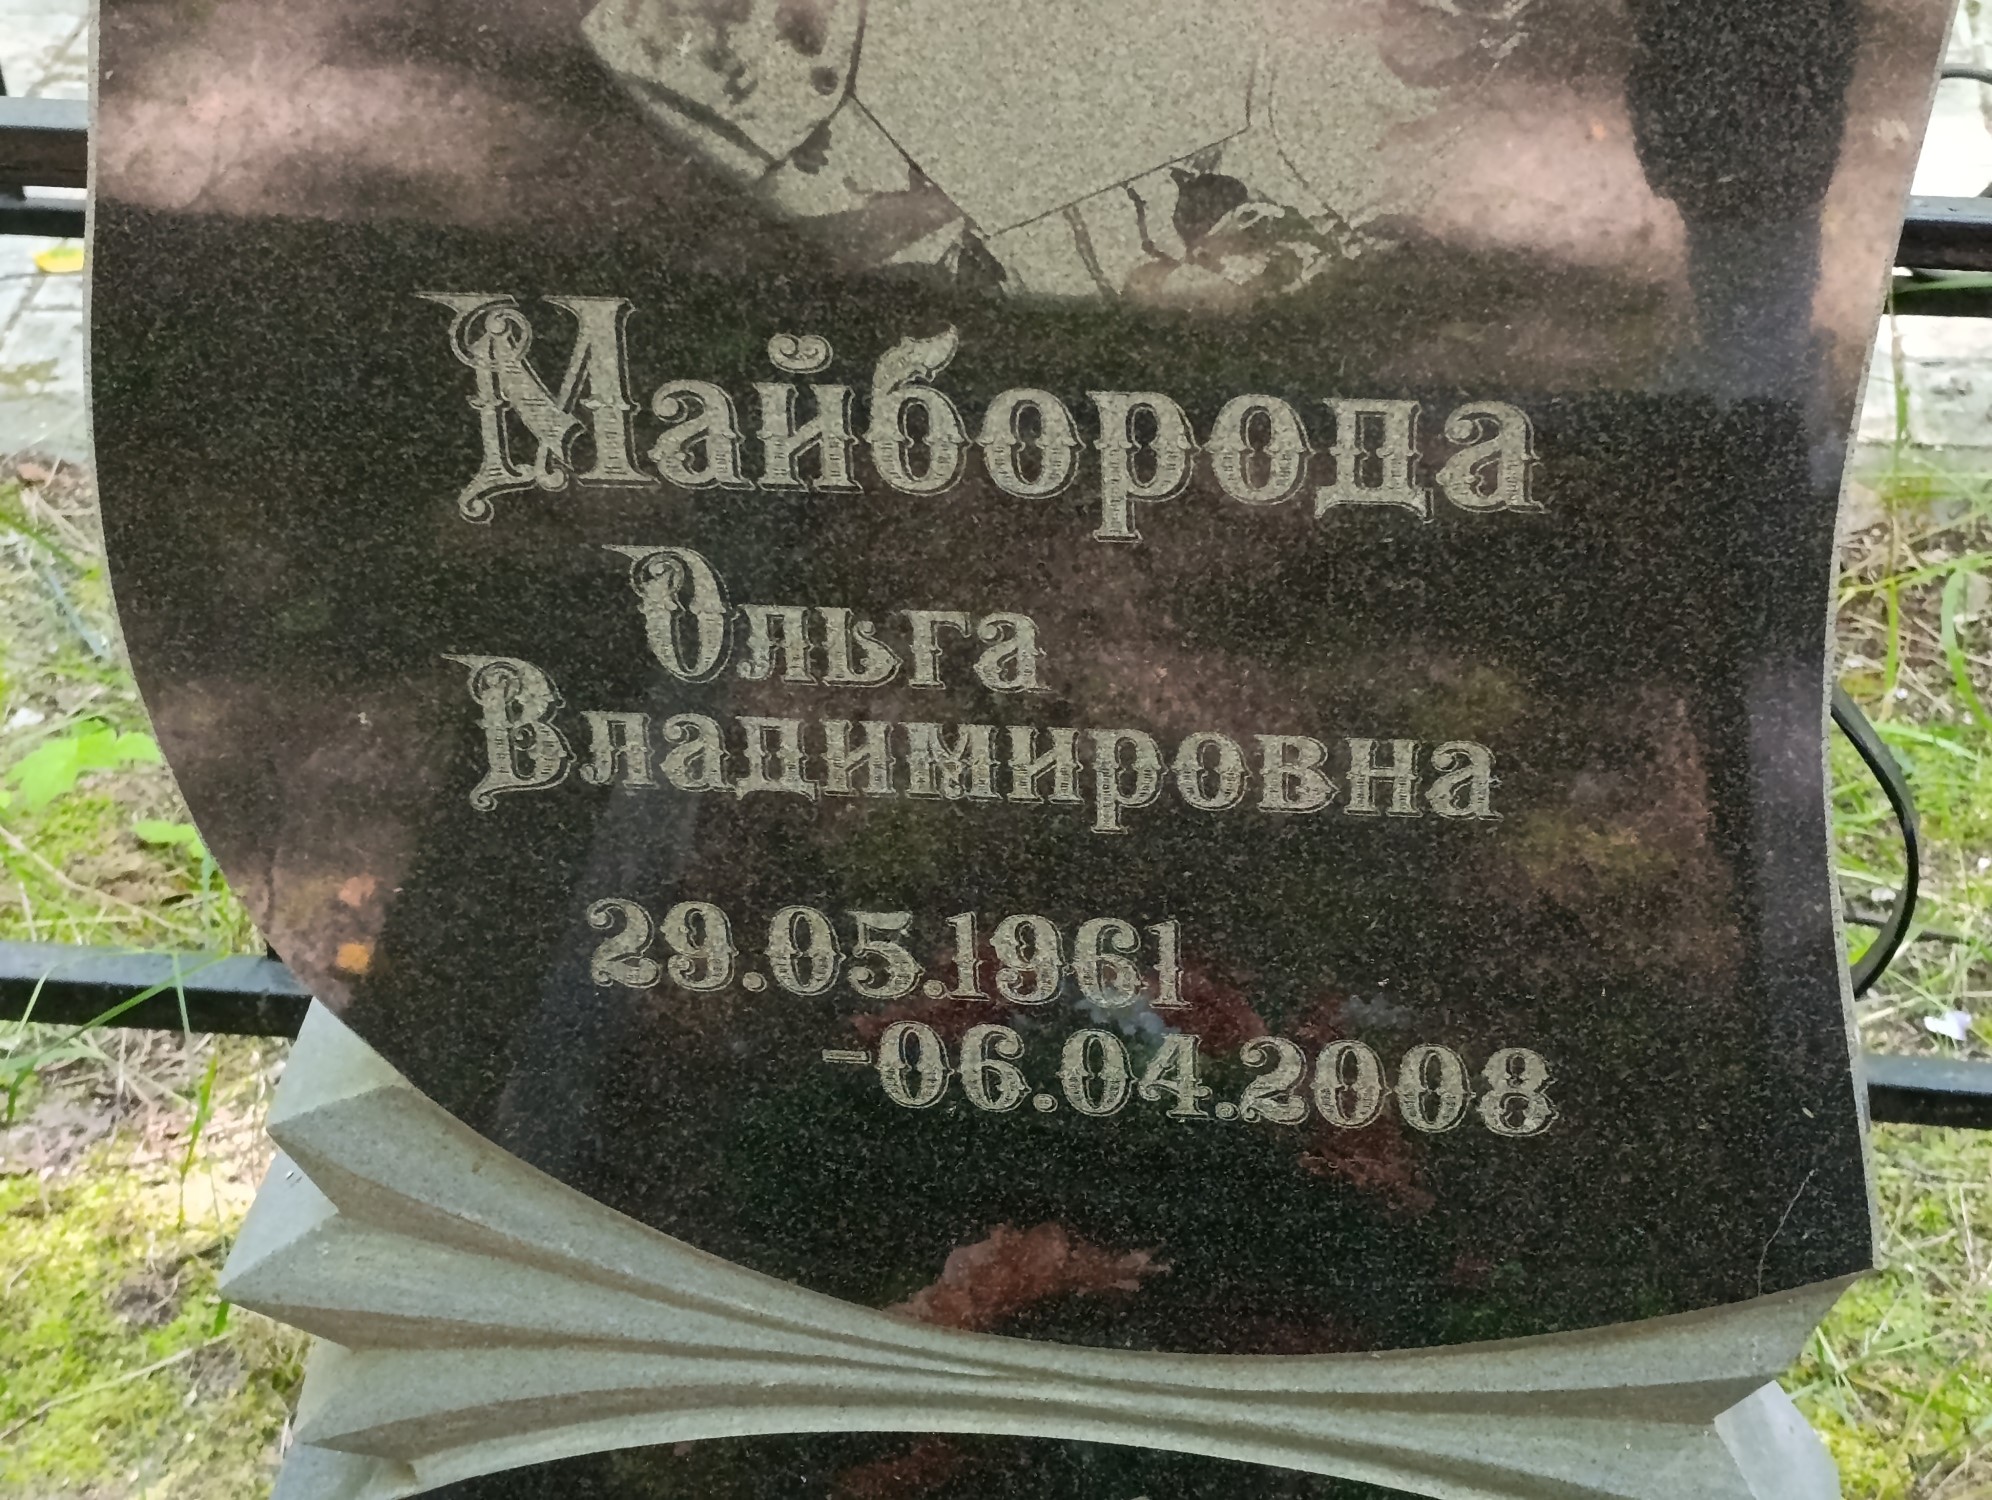 Майборода
Ольга
Владимировна
29.05.1961
-06.04.2008